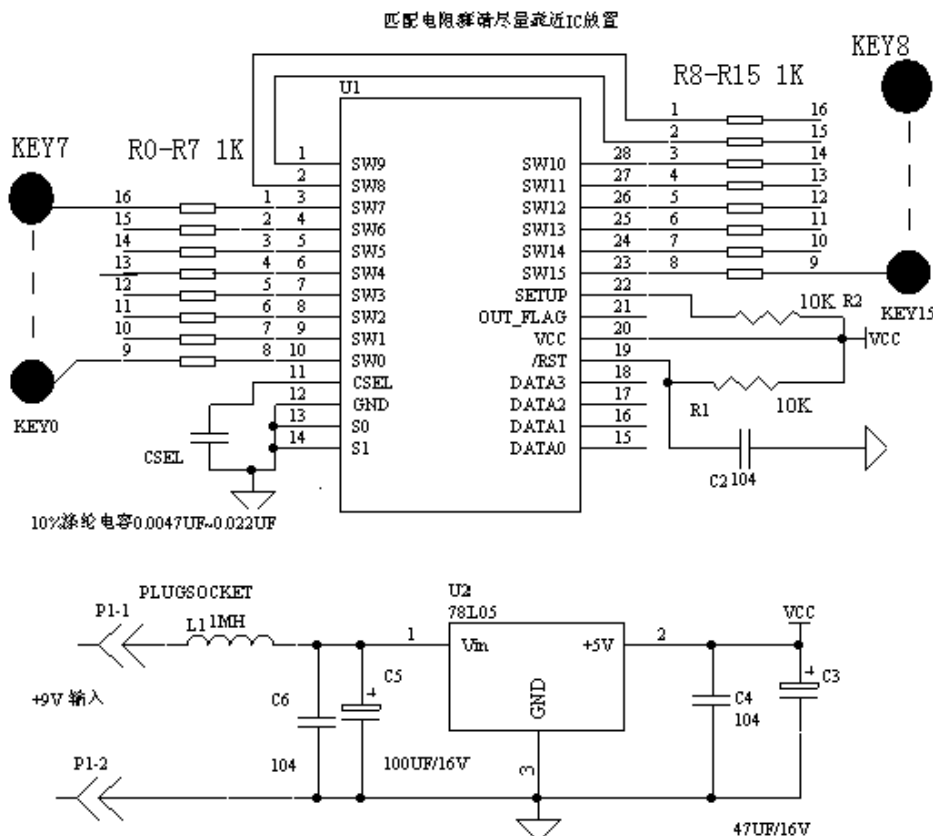 匹配电阻群请尽量靠近IC放置
KEY8
R8-R15 1K
U1
KEY7
R0-R7 1K
1 16
2 15
1 SW9 SW10 28 3 14
2 SW8 SW11 27 4 13
16 1 3 SW7 SW12 26 5 12
15 2 4 SW6 SW13 25 6 11
14 3 5 SW5 SW14 24 7 10
13 4 6 SW4 SW15 23 8 9
12 5 7 SW3 SETUP 22
11 6 8 SW2 OUT_FLAG 21
10 7 9 SW1 VCC 20
9 8 10 SW0 /RST 19
11 CSEL DATA3 18
12 GND DATA2 17
13 S0 DATA1 16
14 S1 DATA0 15
10K R2
KEY15
VCC
R1
10K
KEY0
CSEL
C2 104
10%涤纶电容0.0047UF~0.022UF
PLUGSOCKET
P1-1
L1 1MH
U2
78L05
1 Vin +5V 2
VCC
GND
3
+9V 输入
C6
C5
+
C4
104
+
C3
P1-2
104
100UF/16V
47UF/16V